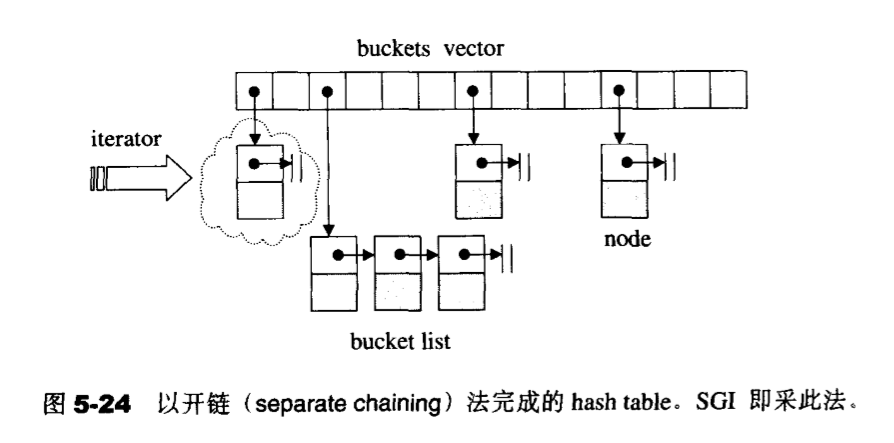 buckets vector
iterator
node
bucket list
图 5-24 以开链（separate chaining）法完成的 hash table。SGI 即采此法。